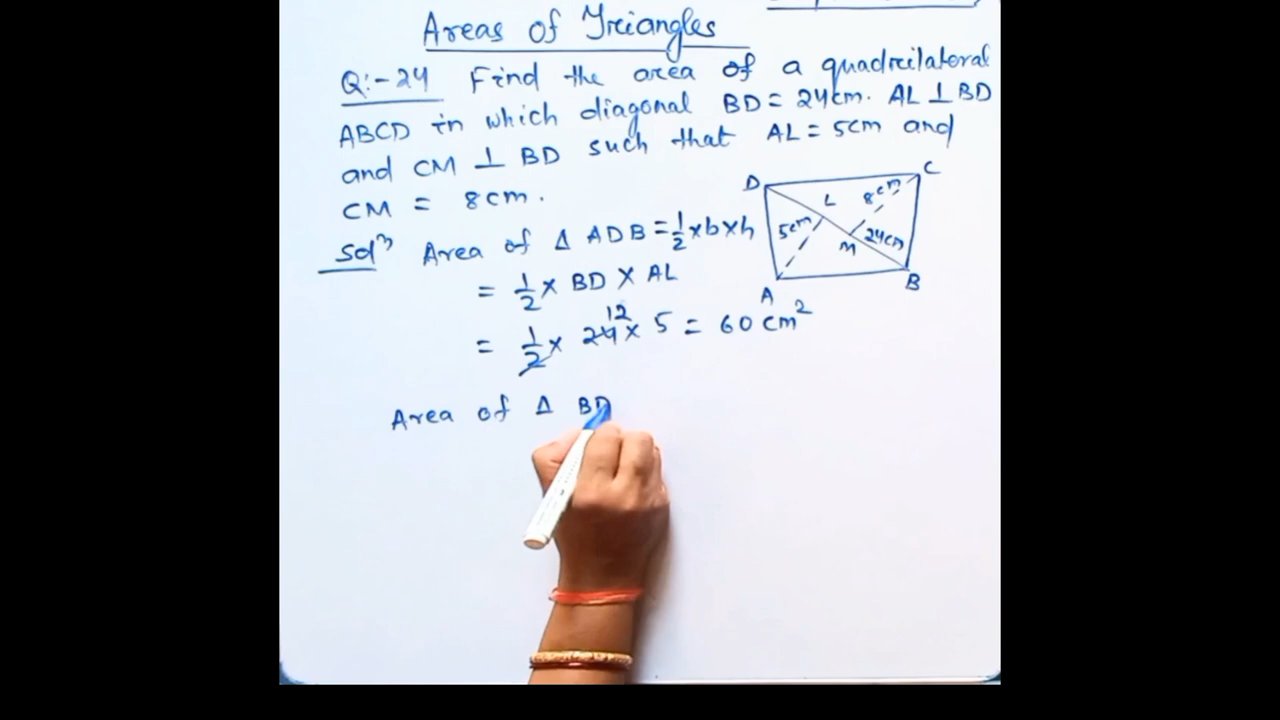 Areas of Triangles
Q:-24 Find the area of a quadrilateral
ABCD in which diagonal BD = 24cm. AL ⊥ BD
and CM ⊥ BD such that AL = 5cm and
CM = 8cm.
D
C
L
8cm
5cm
M
24cm
A
B
Solⁿ Area of Δ ADB = 1/2 × b × h
= 1/2 × BD × AL
12
= 1/2 × 24 × 5 = 60 cm²
Area of Δ BD